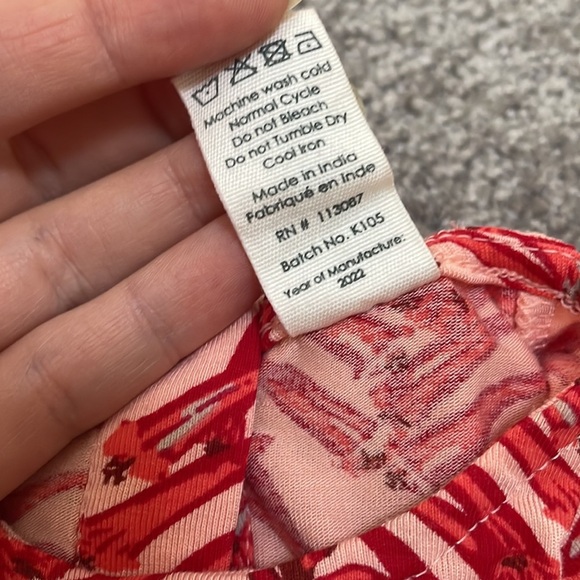 Machine wash cold
Normal Cycle
Do not Bleach
Do not Tumble Dry
Cool Iron
Made in India
Fabriqué en Inde
RN # 113087
Batch No. K105
Year of Manufacture:
2022